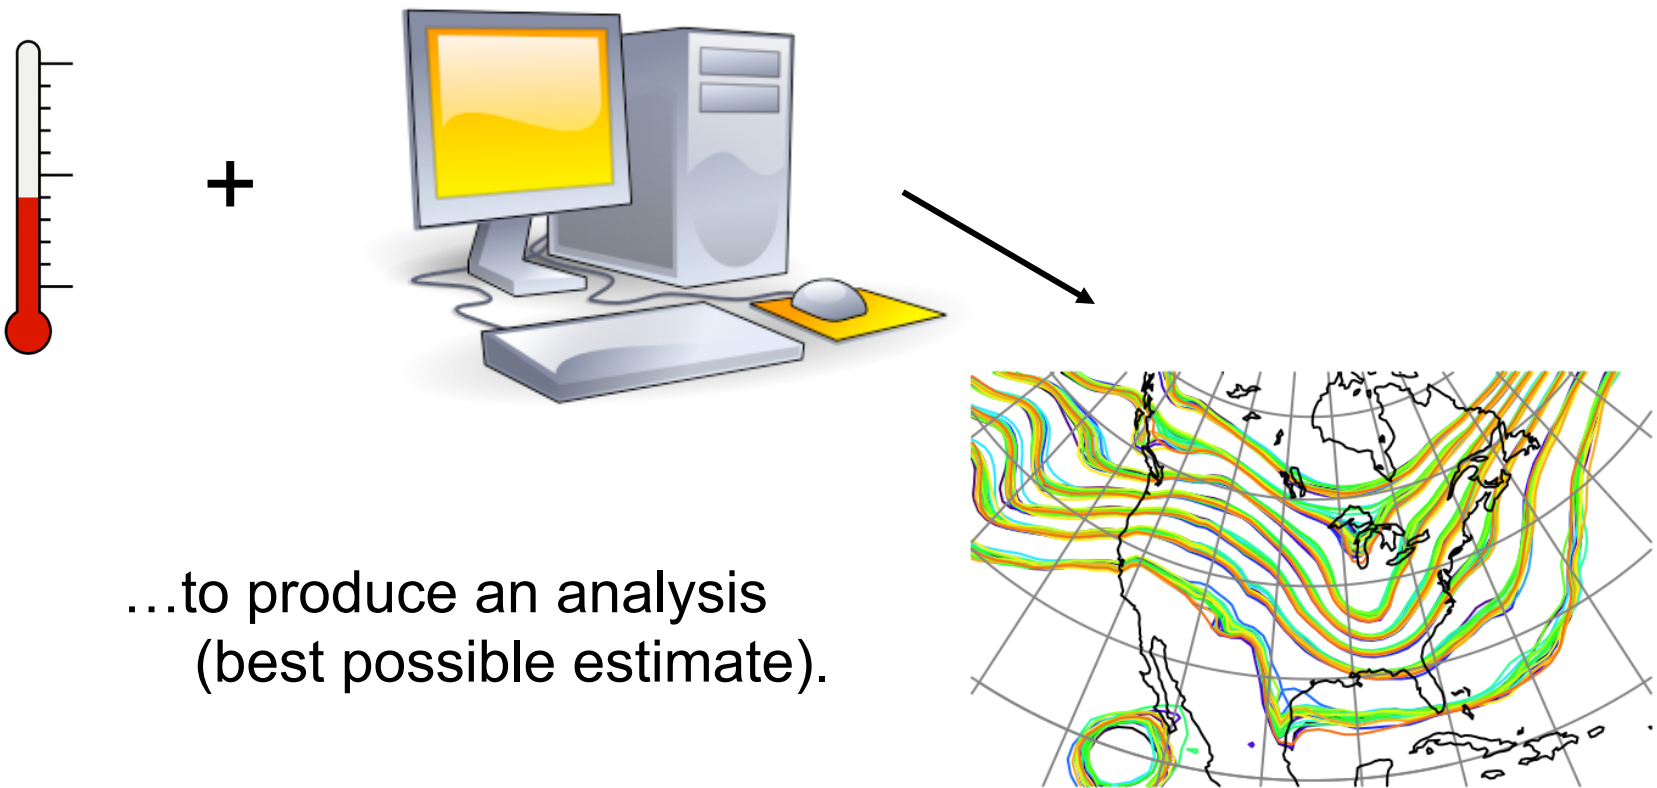 +
…to produce an analysis
(best possible estimate).